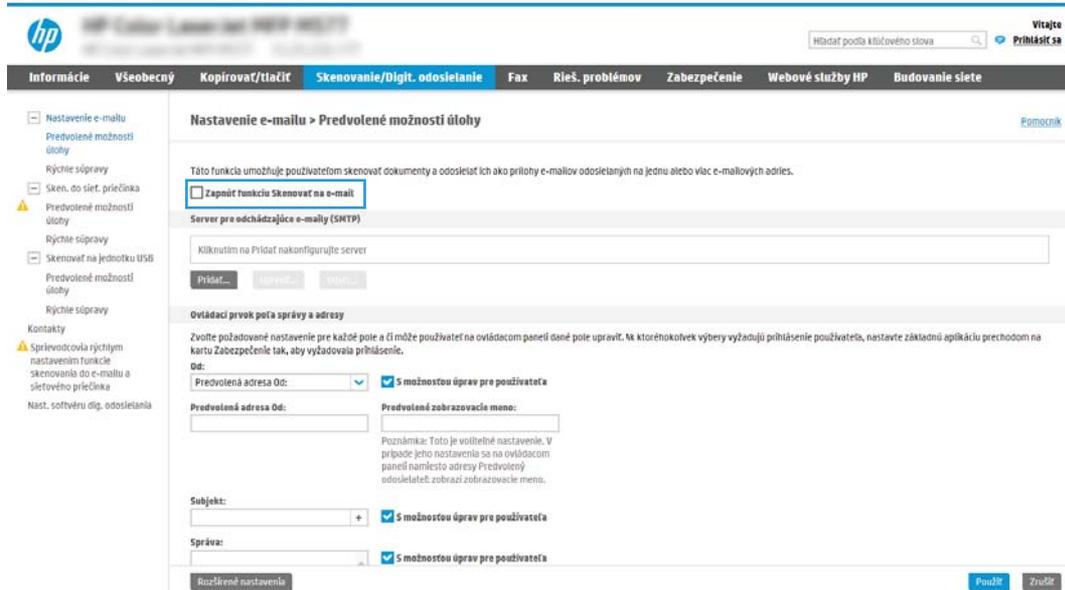 hp
Vitajte
Hľadať podľa kľúčového slova
Prihlásiť sa
Informácie Všeobecný Kopírovať/tlačiť Skenovanie/Digit. odosielanie Fax Rieš. problémov Zabezpečenie Webové služby HP Budovanie siete
Nastavenie e-mailu
Predvolené možnosti
úlohy
Rýchle súpravy
Sken. do sieť. priečinka
Predvolené možnosti
úlohy
Rýchle súpravy
Skenovať na jednotku USB
Predvolené možnosti
úlohy
Rýchle súpravy
Kontakty
Sprievodcovia rýchlym
nastavením funkcie
skenovania do e-mailu a
sieťového priečinka
Nast. softvéru dig. odosielania
Nastavenie e-mailu > Predvolené možnosti úlohy
Pomocník
Táto funkcia umožňuje používateľom skenovať dokumenty a odosielať ich ako prílohy e-mailov odosielaných na jednu alebo viac e-mailových adries.
Zapnúť funkciu Skenovať na e-mail
Server pre odchádzajúce e-maily (SMTP)
Kliknutím na Pridať nakonfigurujte server
Pridať...
Ovládací prvok poľa správy a adresy
Zvoľte požadované nastavenie pre každé pole a či môže používateľ na ovládacom paneli dané pole upraviť. Ak ktoréhokoľvek výbery vyžadujú prihlásenie používateľa, nastavte základnú aplikáciu prechodom na
kartu Zabezpečenie tak, aby vyžadovala prihlásenie.
Od:
Predvolená adresa Od: S možnosťou úprav pre používateľa
Predvolená adresa Od: Predvolené zobrazovacie meno:
Poznámka: Toto je voliteľné nastavenie. V
prípade jeho nastavenia sa na ovládacom
paneli namiesto adresy Predvolený
odosielateľ: zobrazí zobrazovacie meno.
Subjekt:
+ S možnosťou úprav pre používateľa
Správa:
S možnosťou úprav pre používateľa
Rozšírené nastavenia Použiť Zrušiť